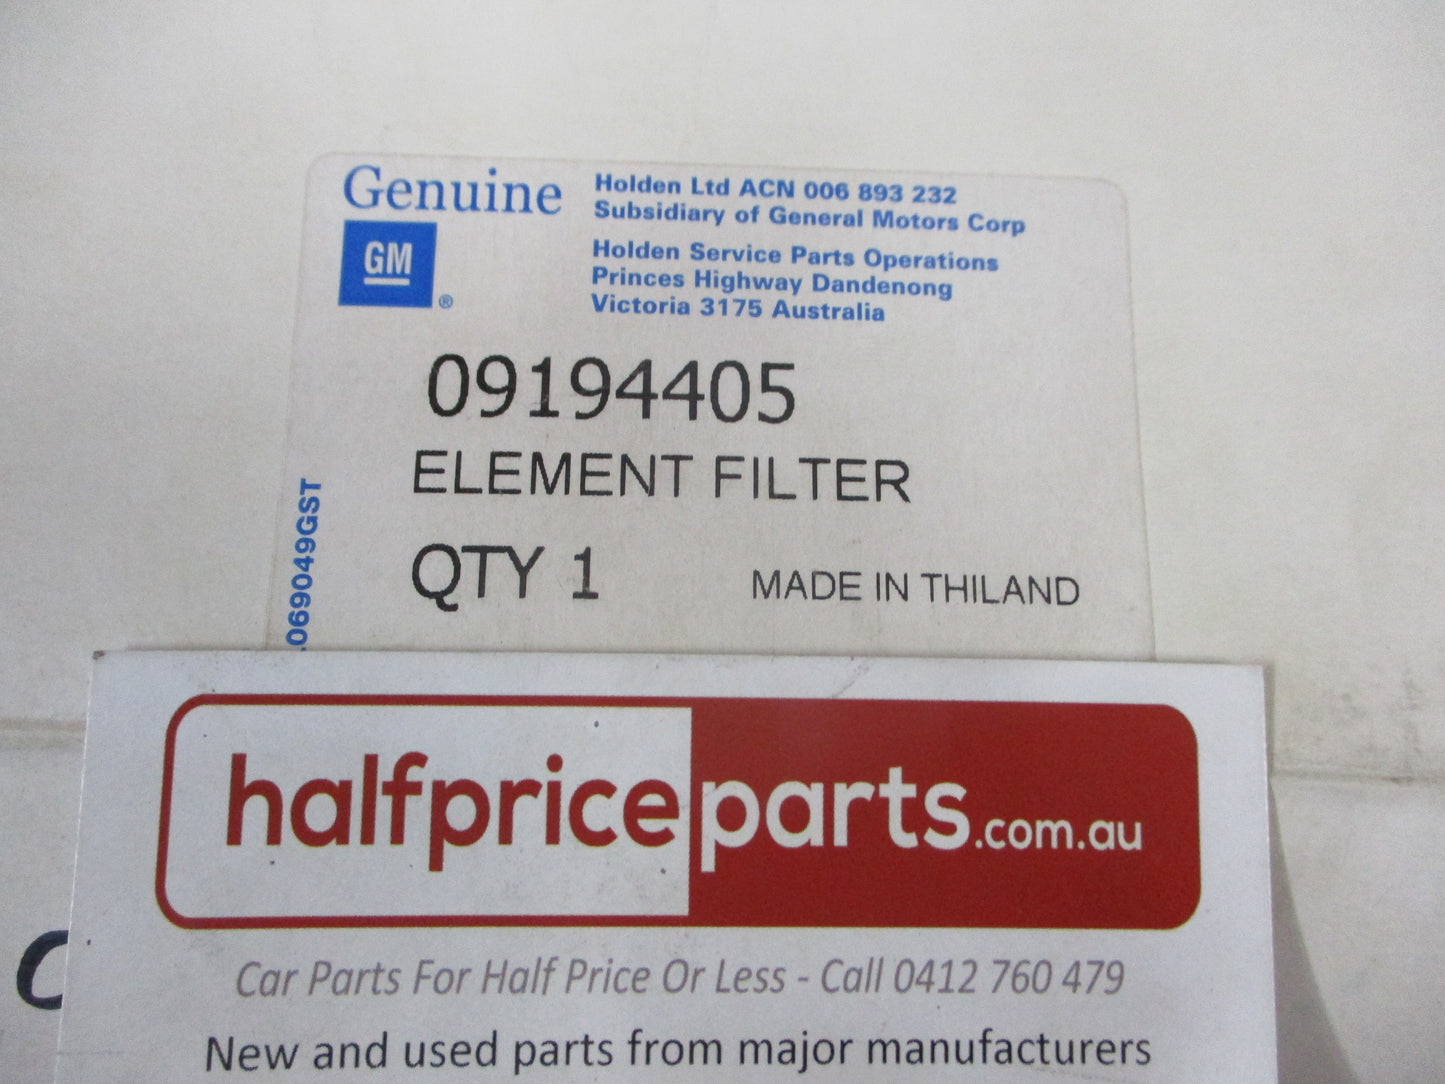 Genuine
GM
®
Holden Ltd ACN 006 893 232
Subsidiary of General Motors Corp
Holden Service Parts Operations
Princes Highway Dandenong
Victoria 3175 Australia
09194405
ELEMENT FILTER
QTY 1
MADE IN THILAND
.069049GST
halfpriceparts.com.au
Car Parts For Half Price Or Less - Call 0412 760 479
New and used parts from major manufacturers